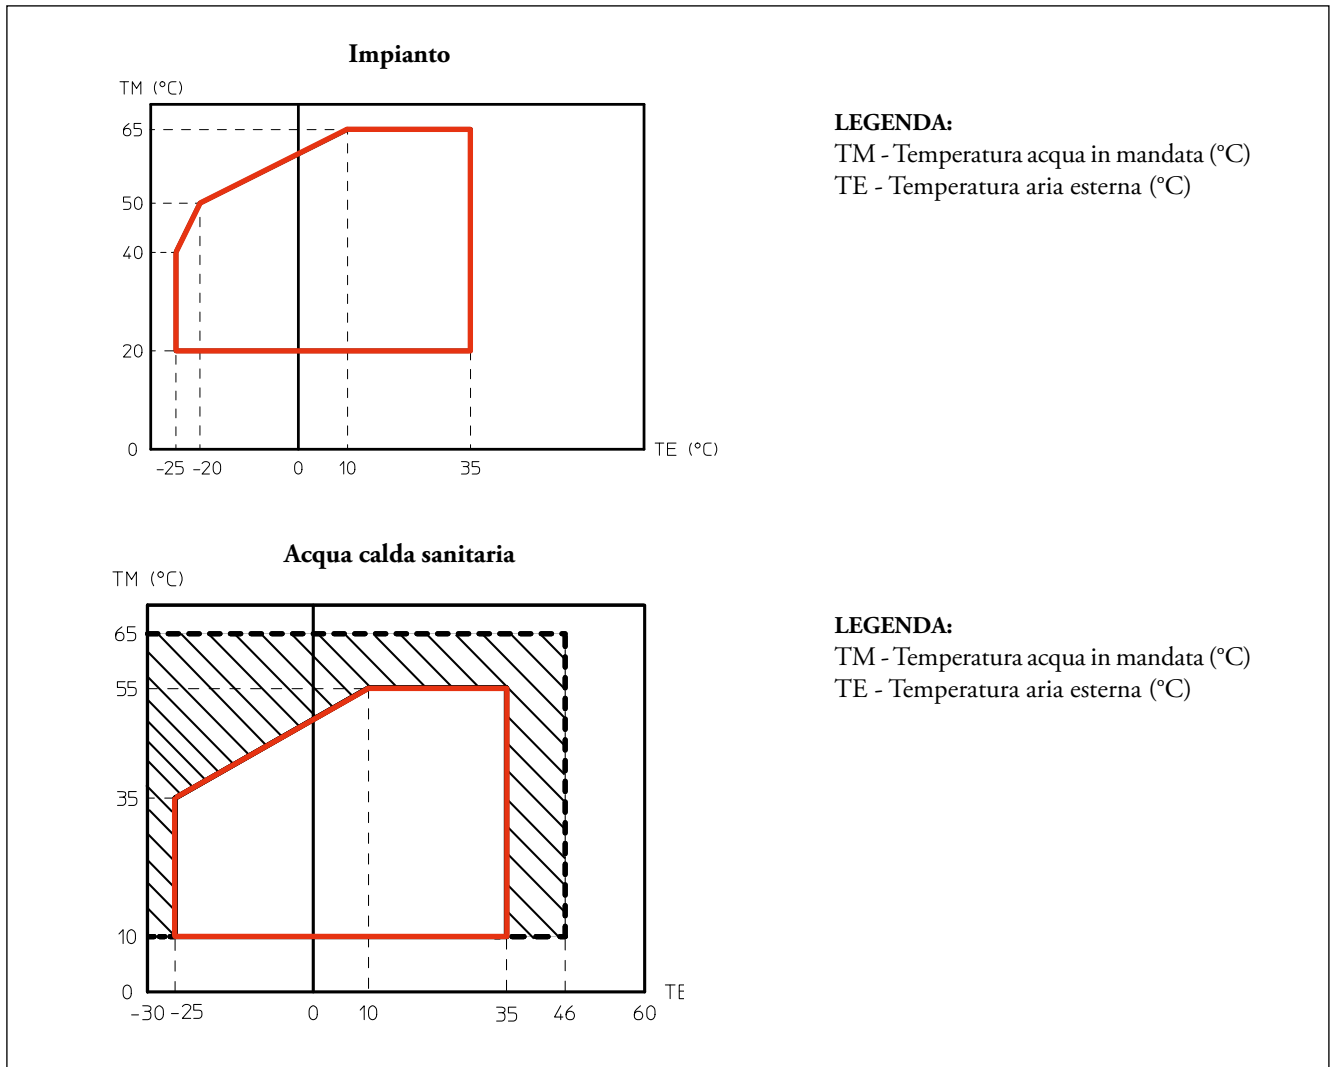 Impianto
TM (°C)
65
50
40
20
0
-25 -20 0 10 35
TE (°C)
LEGENDA:
TM - Temperatura acqua in mandata (°C)
TE - Temperatura aria esterna (°C)
Acqua calda sanitaria
TM (°C)
65
55
35
10
0
-30 -25 0 10 35 46 60
TE
LEGENDA:
TM - Temperatura acqua in mandata (°C)
TE - Temperatura aria esterna (°C)